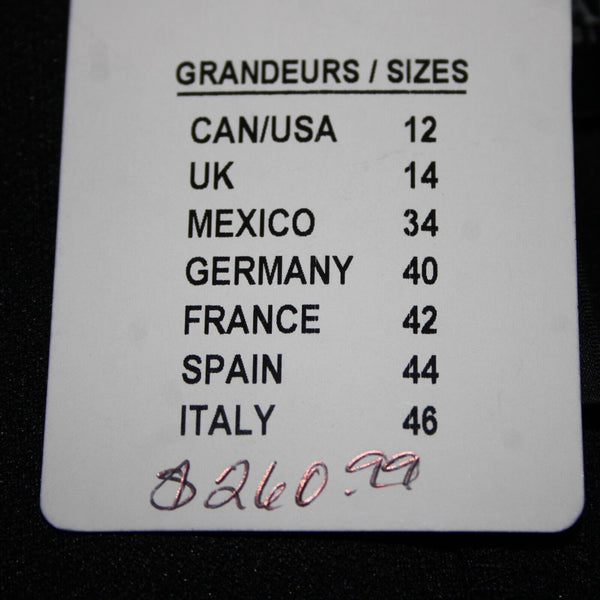 GRANDEURS / SIZES
CAN/USA 12
UK 14
MEXICO 34
GERMANY 40
FRANCE 42
SPAIN 44
ITALY 46
$260.99